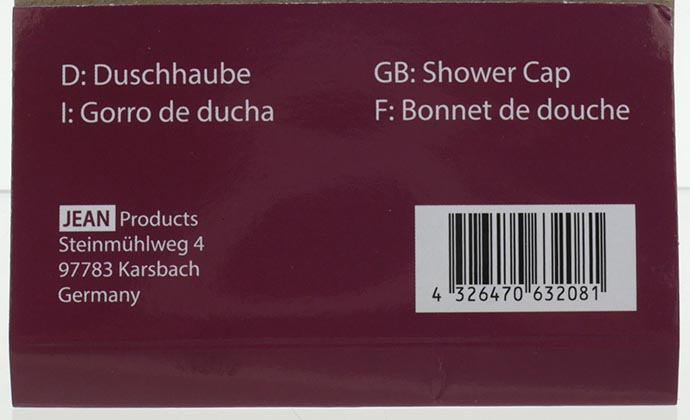 D: Duschhaube
I: Gorro de ducha
GB: Shower Cap
F: Bonnet de douche
JEAN Products
Steinmühlweg 4
97783 Karsbach
Germany
4 326470 632081